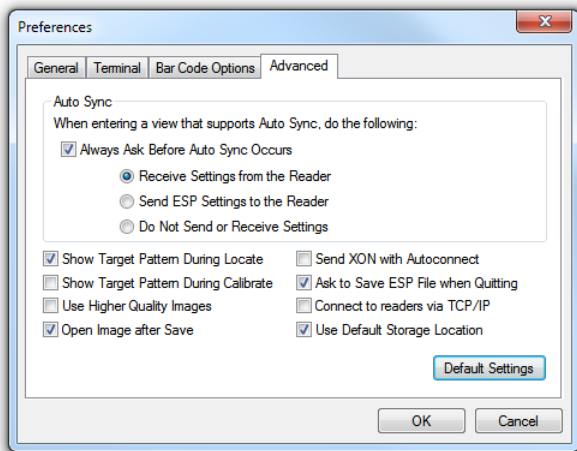 Preferences
General Terminal Bar Code Options Advanced
Auto Sync
When entering a view that supports Auto Sync, do the following:
Always Ask Before Auto Sync Occurs
Receive Settings from the Reader
Send ESP Settings to the Reader
Do Not Send or Receive Settings
Show Target Pattern During Locate Send XON with Autoconnect
Show Target Pattern During Calibrate Ask to Save ESP File when Quitting
Use Higher Quality Images Connect to readers via TCP/IP
Open Image after Save Use Default Storage Location
Default Settings
OK Cancel